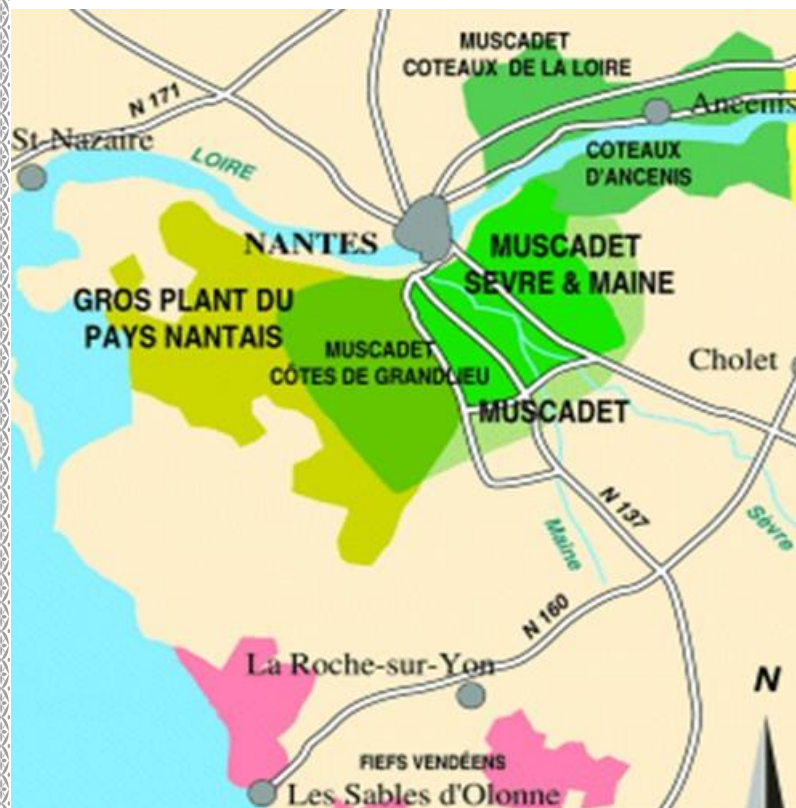 MUSCADET
COTEAUX DE LA LOIRE
N 171
Ancenis
St-Nazaire
LOIRE
COTEAUX
D'ANCENIS
NANTES
MUSCADET
SEVRE & MAINE
GROS PLANT DU
PAYS NANTAIS
MUSCADET
CÔTES DE GRANDLIEU
Cholet
MUSCADET
N 137
Maine
Sèvre
N 160
La Roche-sur-Yon
N
FIEFS VENDÉENS
Les Sables d'Olonne